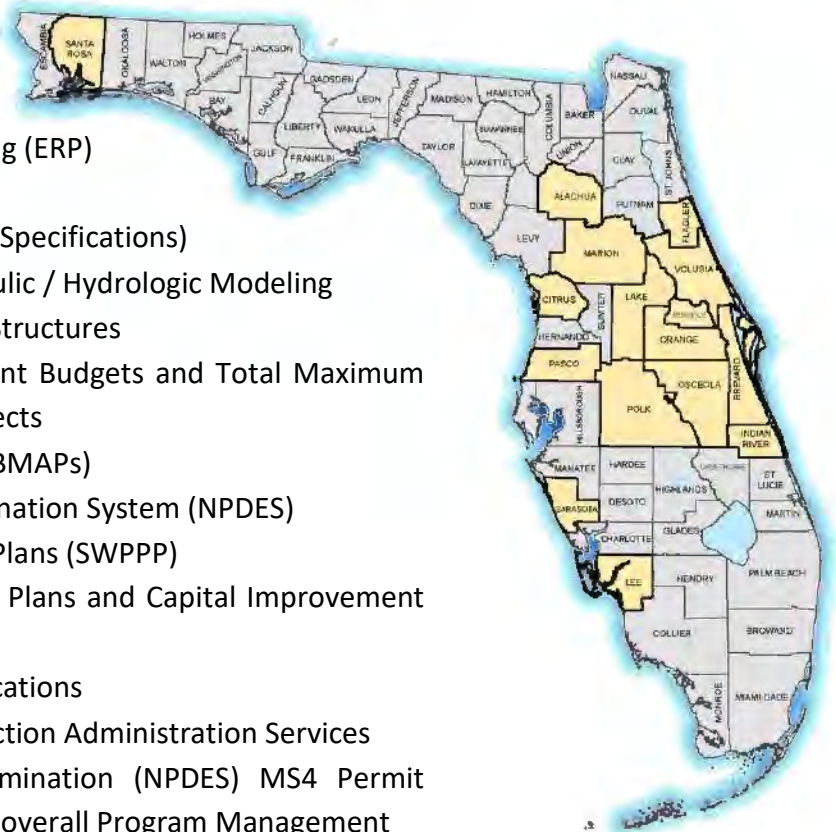 g (ERP)
Specifications)
ulic / Hydrologic Modeling
Structures
nt Budgets and Total Maximum
ects
BMAPs)
nation System (NPDES)
Plans (SWPPP)
Plans and Capital Improvement
cations
ction Administration Services
mination (NPDES) MS4 Permit
overall Program Management
ESCAMBIA
SANTA ROSA
OKALOOSA
WALTON
HOLMES
WASHINGTON
JACKSON
BAY
CALHOUN
GULF
GADSDEN
LIBERTY
FRANKLIN
LEON
WAKULLA
JEFFERSON
MADISON
TAYLOR
HAMILTON
SUWANNEE
LAFAYETTE
DIXIE
COLUMBIA
BAKER
UNION
NASSAU
DUVAL
CLAY
ST JOHNS
ALACHUA
PUTNAM
FLAGLER
LEVY
MARION
VOLUSIA
CITRUS
SUMTER
LAKE
SEMINOLE
HERNANDO
ORANGE
PASCO
OSCEOLA
BREVARD
HILLSBOROUGH
POLK
INDIAN RIVER
MANATEE
HARDEE
HIGHLANDS
OKEECHOBEE
ST LUCIE
SARASOTA
DESOTO
MARTIN
CHARLOTTE
GLADES
LEE
HENDRY
PALM BEACH
COLLIER
BROWARD
MONROE
MIAMI-DADE